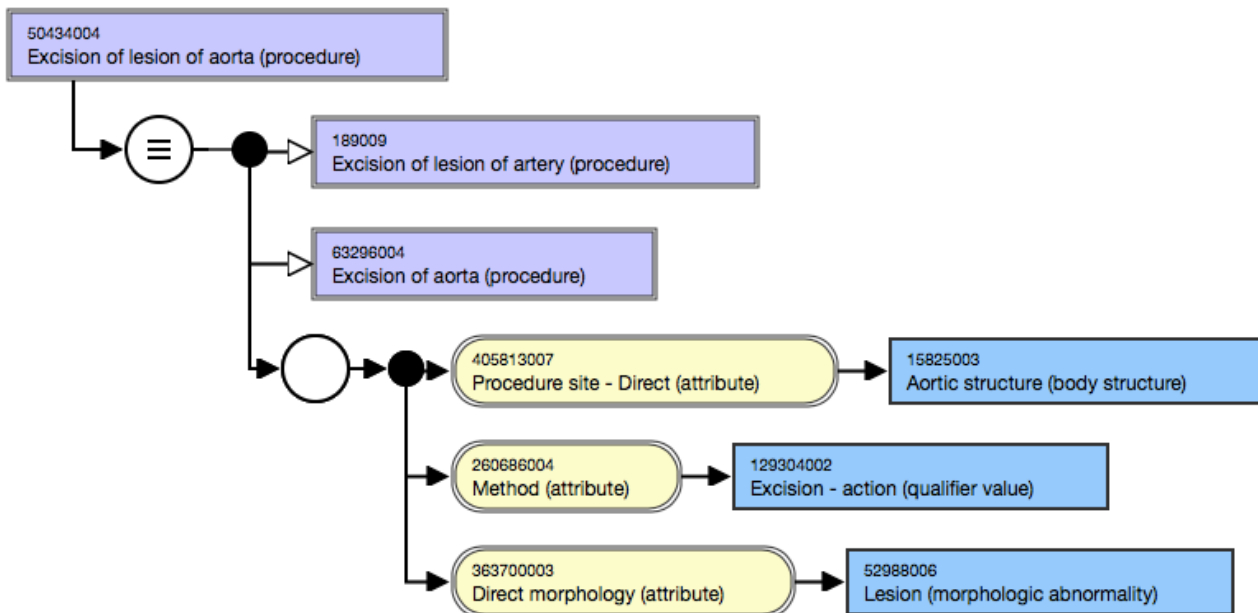 50434004
Excision of lesion of aorta (procedure)
189009
Excision of lesion of artery (procedure)
63296004
Excision of aorta (procedure)
405813007
Procedure site - Direct (attribute)
15825003
Aortic structure (body structure)
260686004
Method (attribute)
129304002
Excision - action (qualifier value)
363700003
Direct morphology (attribute)
52988006
Lesion (morphologic abnormality)